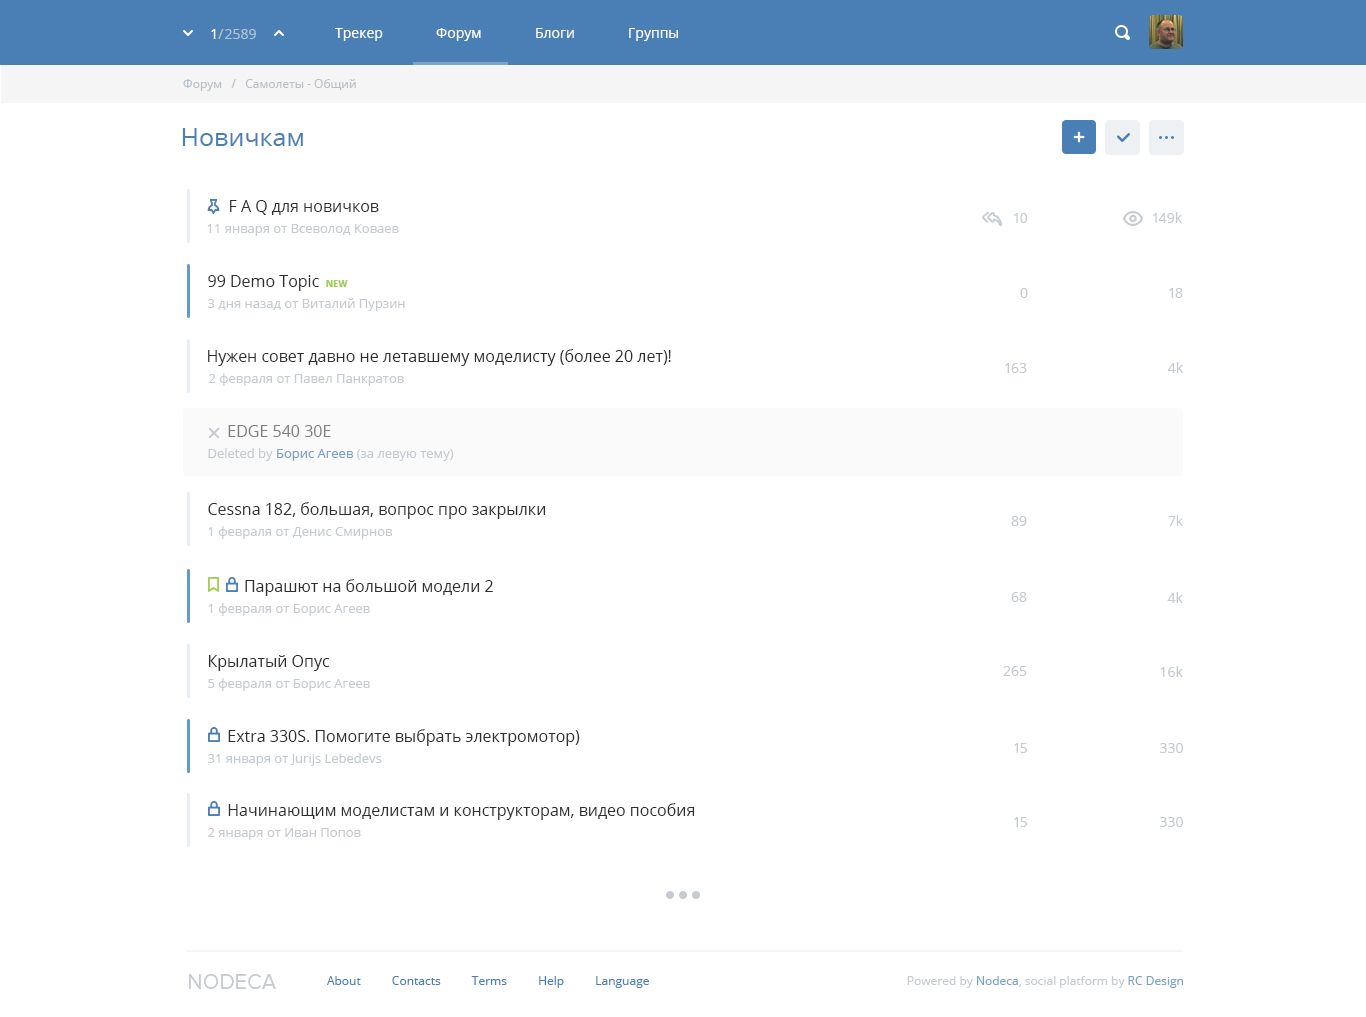 1/2589 Трекер Форум Блоги Группы
Форум / Самолеты - Общий
Новичкам
F A Q для новичков
11 января от Всеволод Коваев 10 149k
99 Demo Topic NEW
3 дня назад от Виталий Пурзин 0 18
Нужен совет давно не летавшему моделисту (более 20 лет)!
2 февраля от Павел Панкратов 163 4k
EDGE 540 30E
Deleted by Борис Агеев (за левую тему)
Cessna 182, большая, вопрос про закрылки
1 февраля от Денис Смирнов 89 7k
Парашют на большой модели 2
1 февраля от Борис Агеев 68 4k
Крылатый Опус
5 февраля от Борис Агеев 265 16k
Extra 330S. Помогите выбрать электромотор)
31 января от Jurijs Lebedevs 15 330
Начинающим моделистам и конструкторам, видео пособия
2 января от Иван Попов 15 330
NODECA About Contacts Terms Help Language Powered by Nodeca, social platform by RC Design